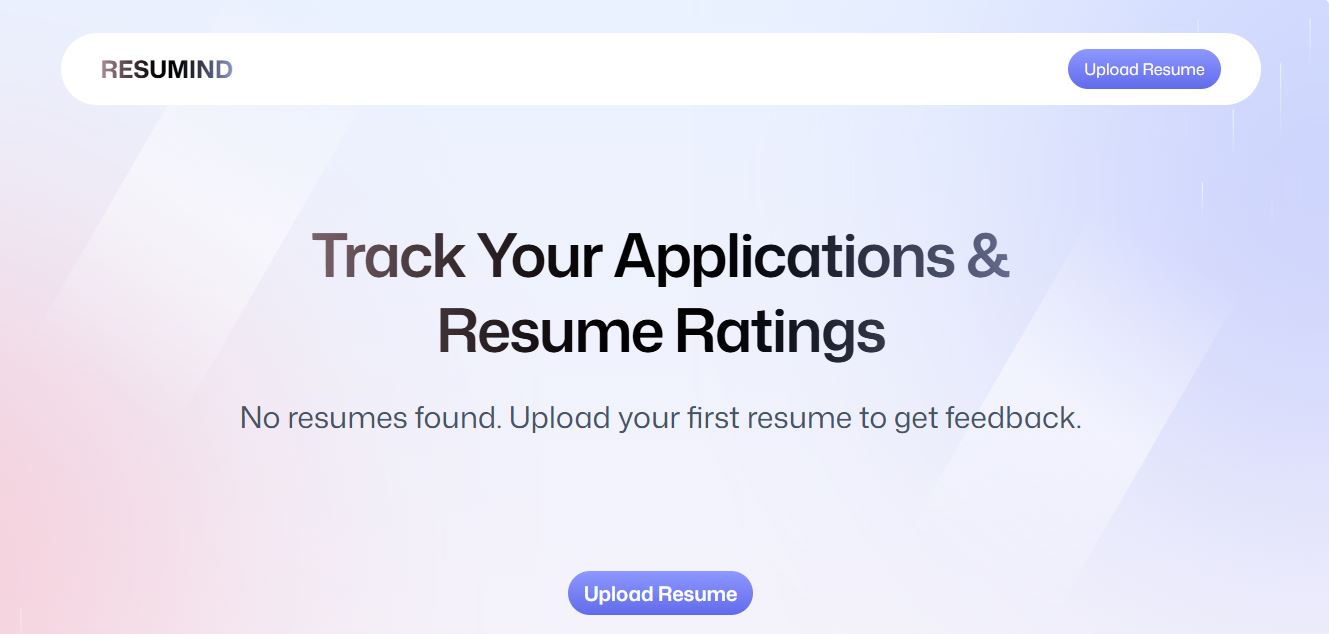 RESUMIND
Upload Resume
Track Your Applications &
Resume Ratings
No resumes found. Upload your first resume to get feedback.
Upload Resume